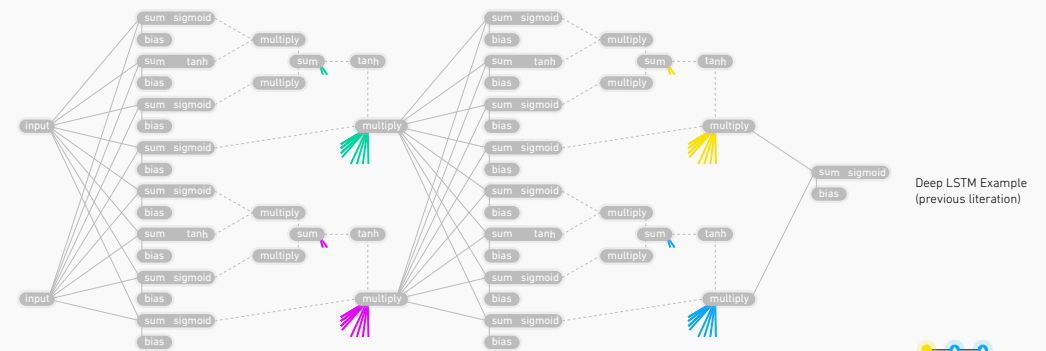 sum sigmoid
bias
sum tanh
bias
sum sigmoid
bias
sum sigmoid
bias
sum sigmoid
bias
sum tanh
bias
sum sigmoid
bias
sum sigmoid
bias
input
input
multiply
sum
tanh
multiply
multiply
multiply
sum
tanh
multiply
multiply
sum sigmoid
bias
sum tanh
bias
sum sigmoid
bias
sum sigmoid
bias
sum sigmoid
bias
sum tanh
bias
sum sigmoid
bias
sum sigmoid
bias
multiply
sum
tanh
multiply
multiply
multiply
sum
tanh
multiply
multiply
sum sigmoid
bias
Deep LSTM Example
(previous literation)